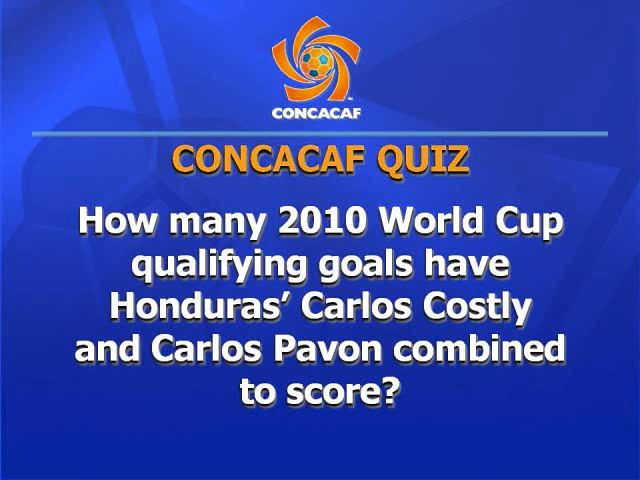 CONCACAF
CONCACAF QUIZ
How many 2010 World Cup
qualifying goals have
Honduras’ Carlos Costly
and Carlos Pavon combined
to score?